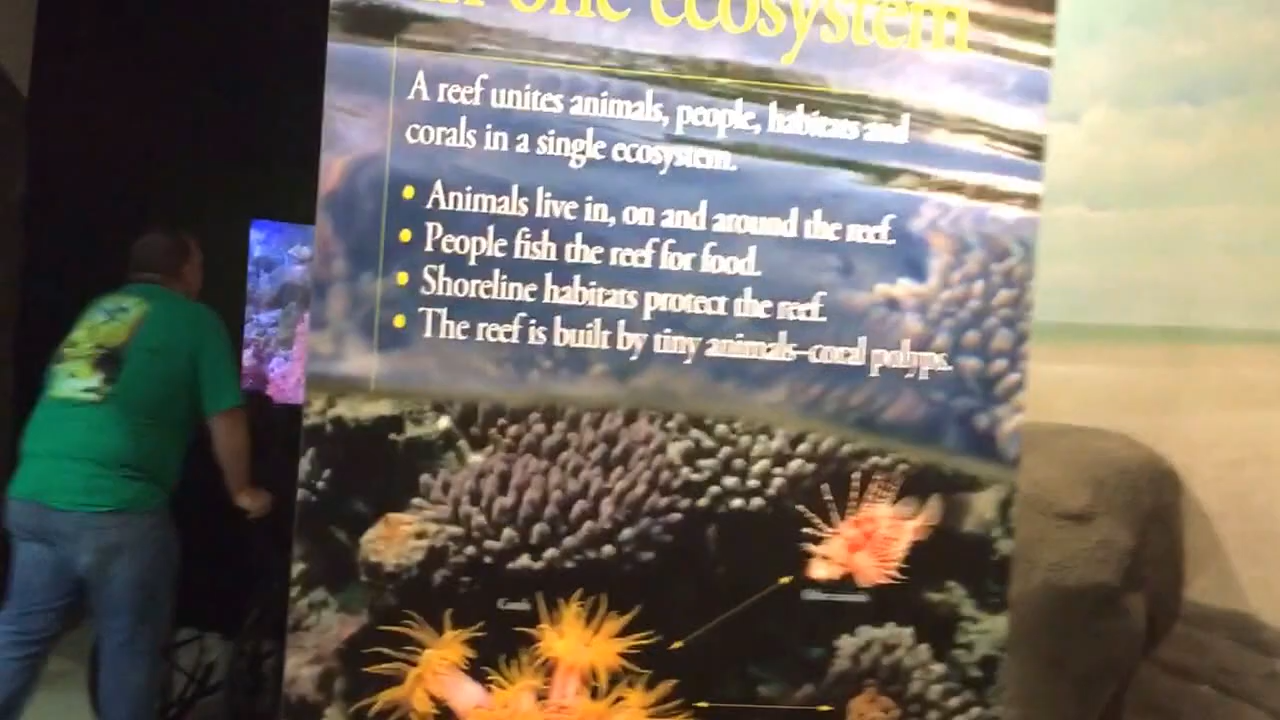 one ecosystem
A reef unites animals, people, habitats and
corals in a single ecosystem.
• Animals live in, on and around the reef.
• People fish the reef for food.
• Shoreline habitats protect the reef.
• The reef is built by tiny animals–coral polyps.